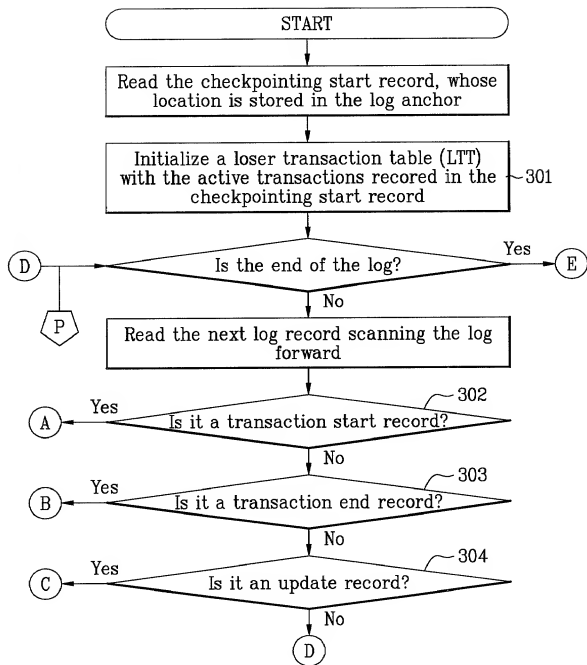 START
Read the checkpointing start record, whose
location is stored in the log anchor
Initialize a loser transaction table (LTT)
with the active transactions recored in the
checkpointing start record
301
D
Is the end of the log?
Yes
E
P
No
Read the next log record scanning the log
forward
302
A
Yes
Is it a transaction start record?
No
303
B
Yes
Is it a transaction end record?
No
304
C
Yes
Is it an update record?
No
D